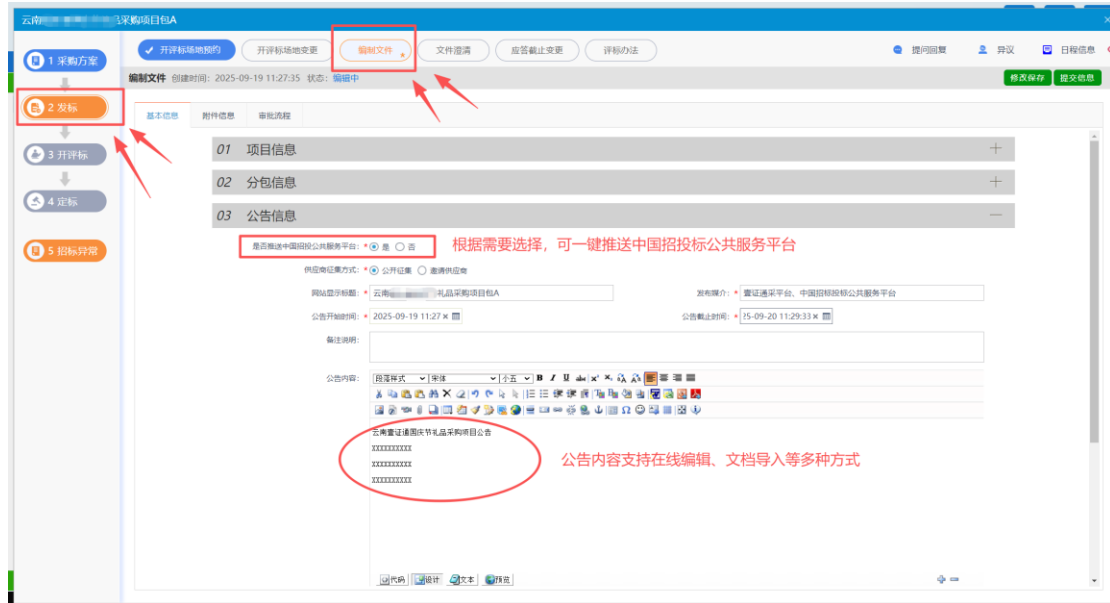 云南 品采购项目包A
1 采购方案
2 发标
3 开评标
4 定标
5 招标异常
开评标场地预约 开评标场地变更 编制文件 文件澄清 应答截止变更 评标办法 提问回复 异议 日程信息
编制文件 创建时间: 2025-09-19 11:27:35 状态: 编辑中 修改保存 提交信息
基本信息 附件信息 审批流程
01 项目信息
02 分包信息
03 公告信息
是否推送中国招投公共服务平台: * 是 否
根据需要选择，可一键推送中国招投标公共服务平台
供应商征集方式: * 公开征集 邀请供应商
网站显示标题: * 云南 礼品采购项目包A 发布媒介: * 壹证通采平台、中国招标投标公共服务平台
公告开始时间: * 2025-09-19 11:27 × 公告截止时间: * 25-09-20 11:29:33 ×
备注说明:
公告内容: 段落样式 宋体 小五 B I U abc x² x₂
云南壹证通国庆节礼品采购项目公告
XXXXXXXXXX
XXXXXXXXXX
XXXXXXXXXX
公告内容支持在线编辑、文档导入等多种方式
代码 设计 文本 预览